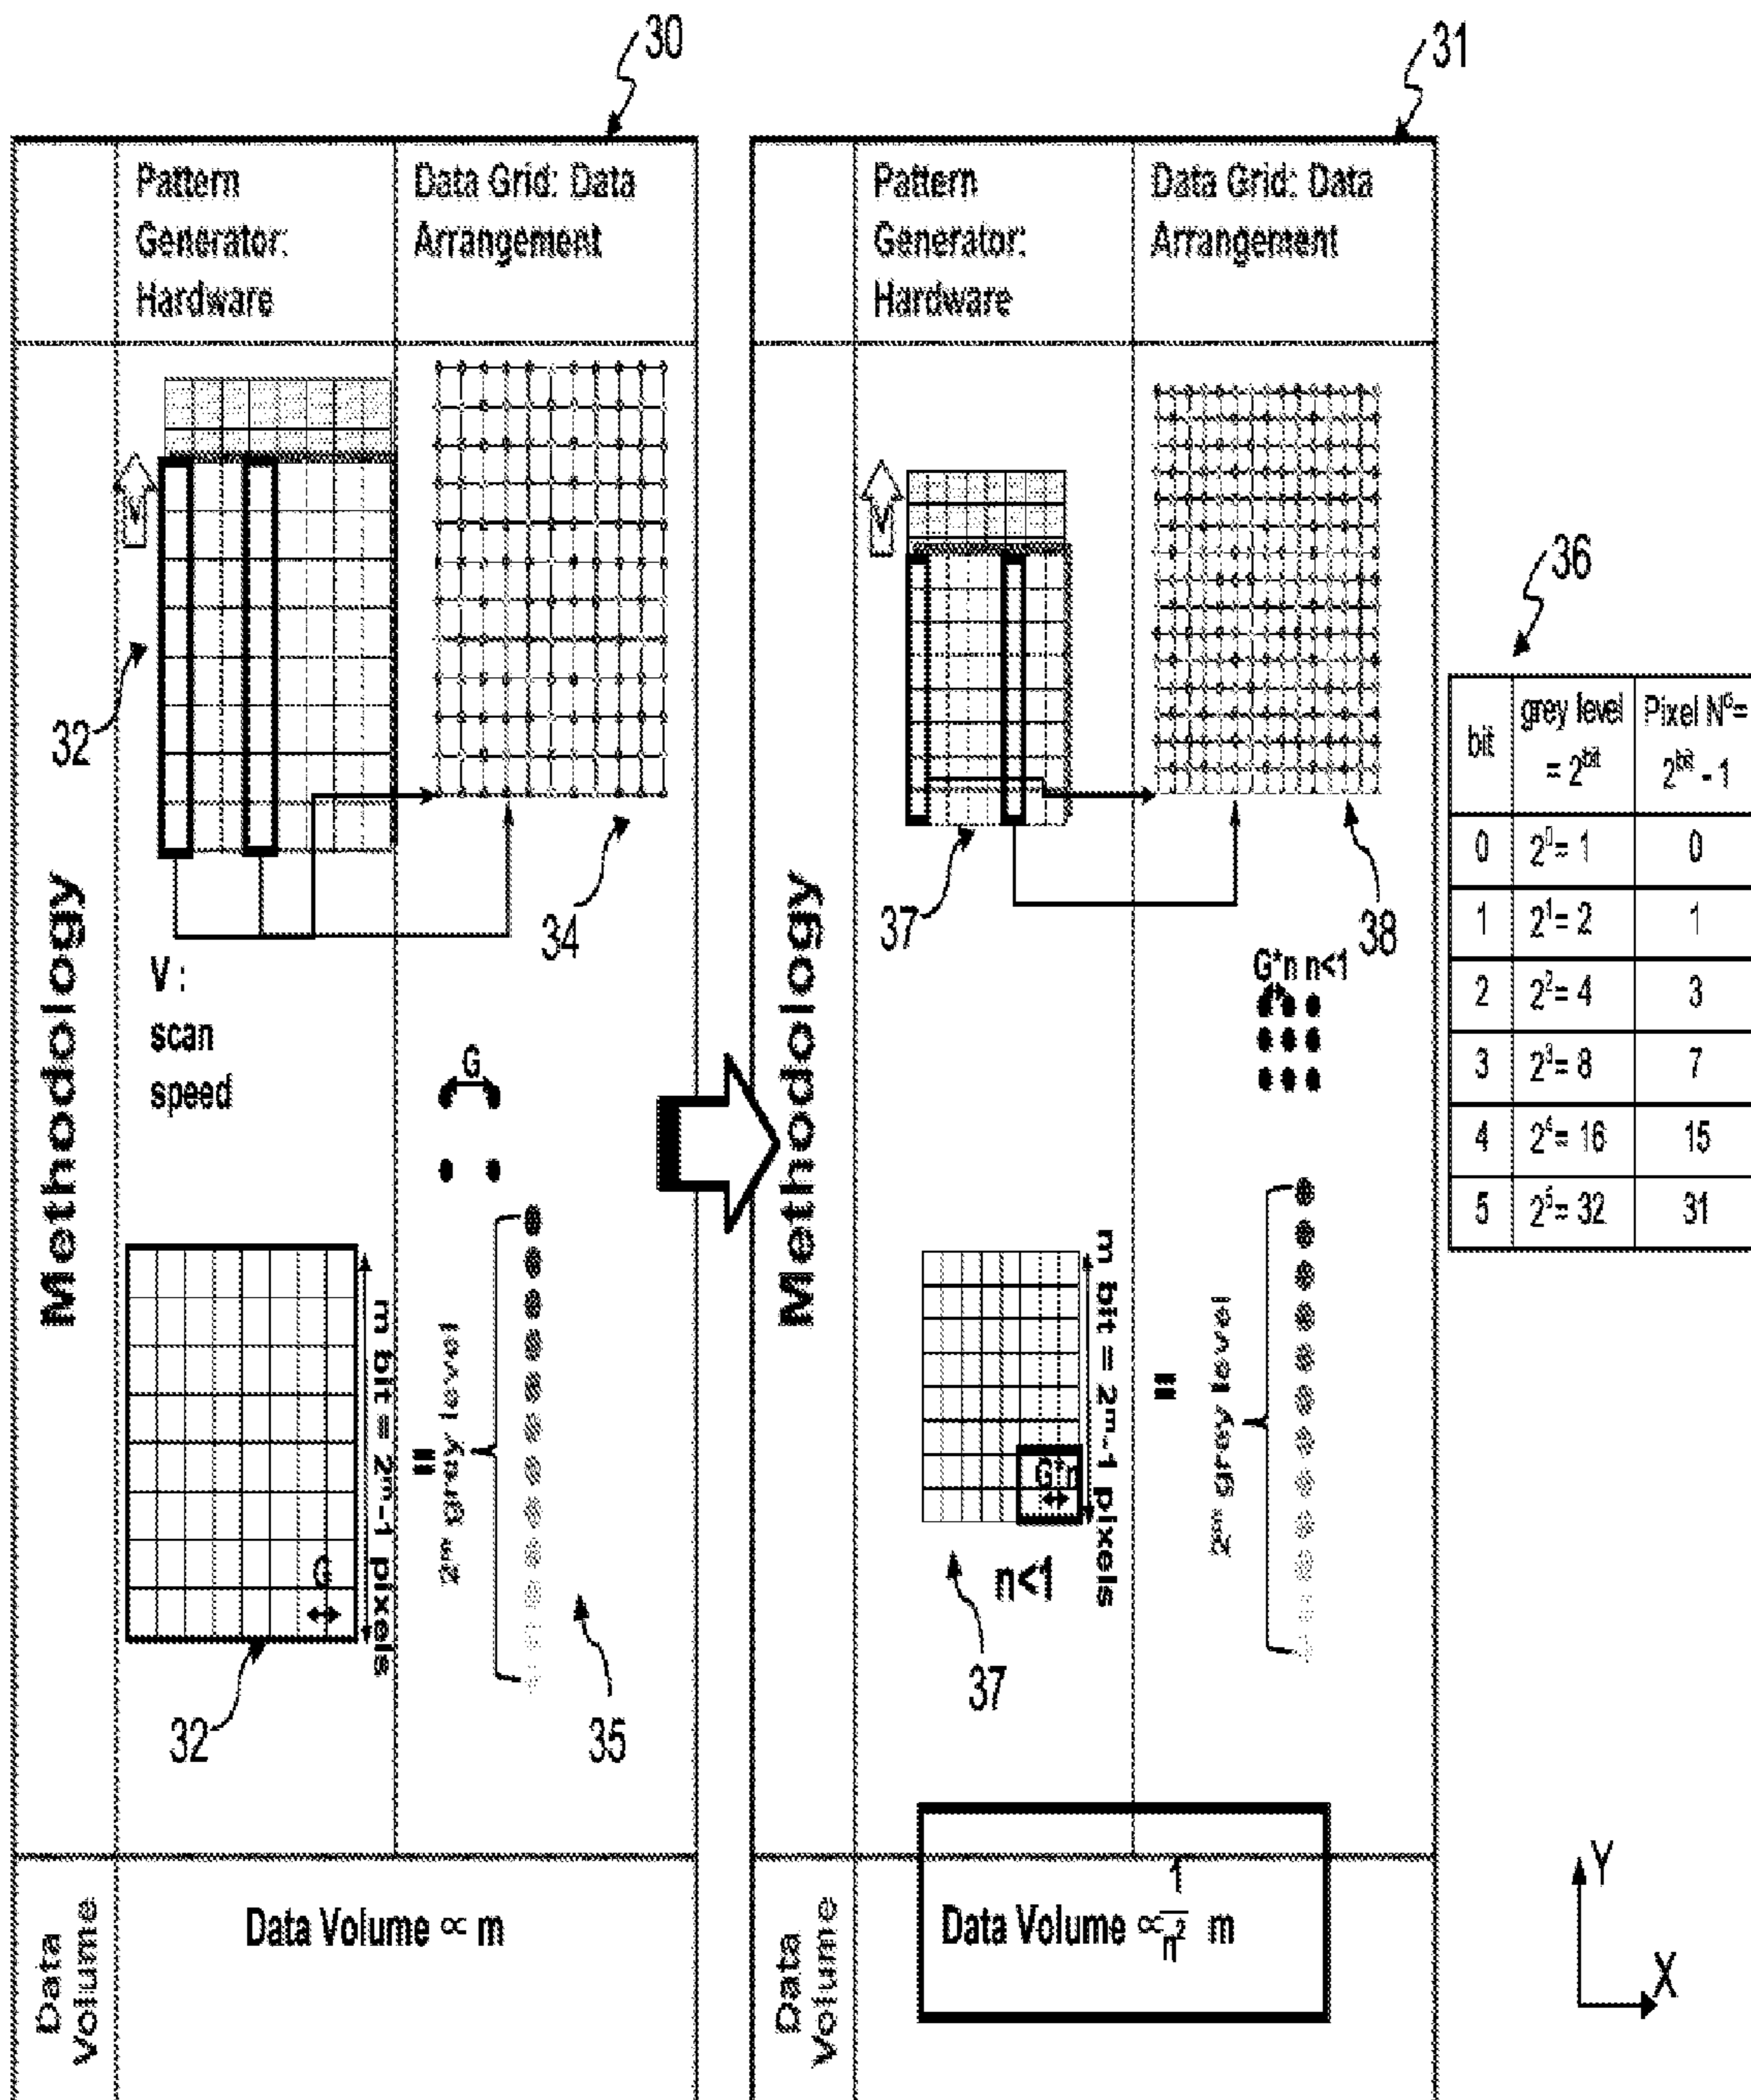 30
Methodology
Pattern
Generator:
Hardware
Data Grid: Data
Arrangement
V
32
34
V :
scan
speed
G
G
m bit = 2ᵐ-1 pixels
=
2ᵐ grey level
32
35
Data
Volume
Data Volume ∝ m
31
Methodology
Pattern
Generator:
Hardware
Data Grid: Data
Arrangement
V
37
38
G*n n<1
G*n
m bit = 2ᵐ-1 pixels
=
2ᵐ grey level
n<1
37
Data
Volume
Data Volume ∝ 1/n² m
36
bit grey level = 2ᵇⁱᵗ Pixel Nº= 2ᵇⁱᵗ - 1
0 2⁰= 1 0
1 2¹= 2 1
2 2²= 4 3
3 2³= 8 7
4 2⁴= 16 15
5 2⁵= 32 31
Y
X